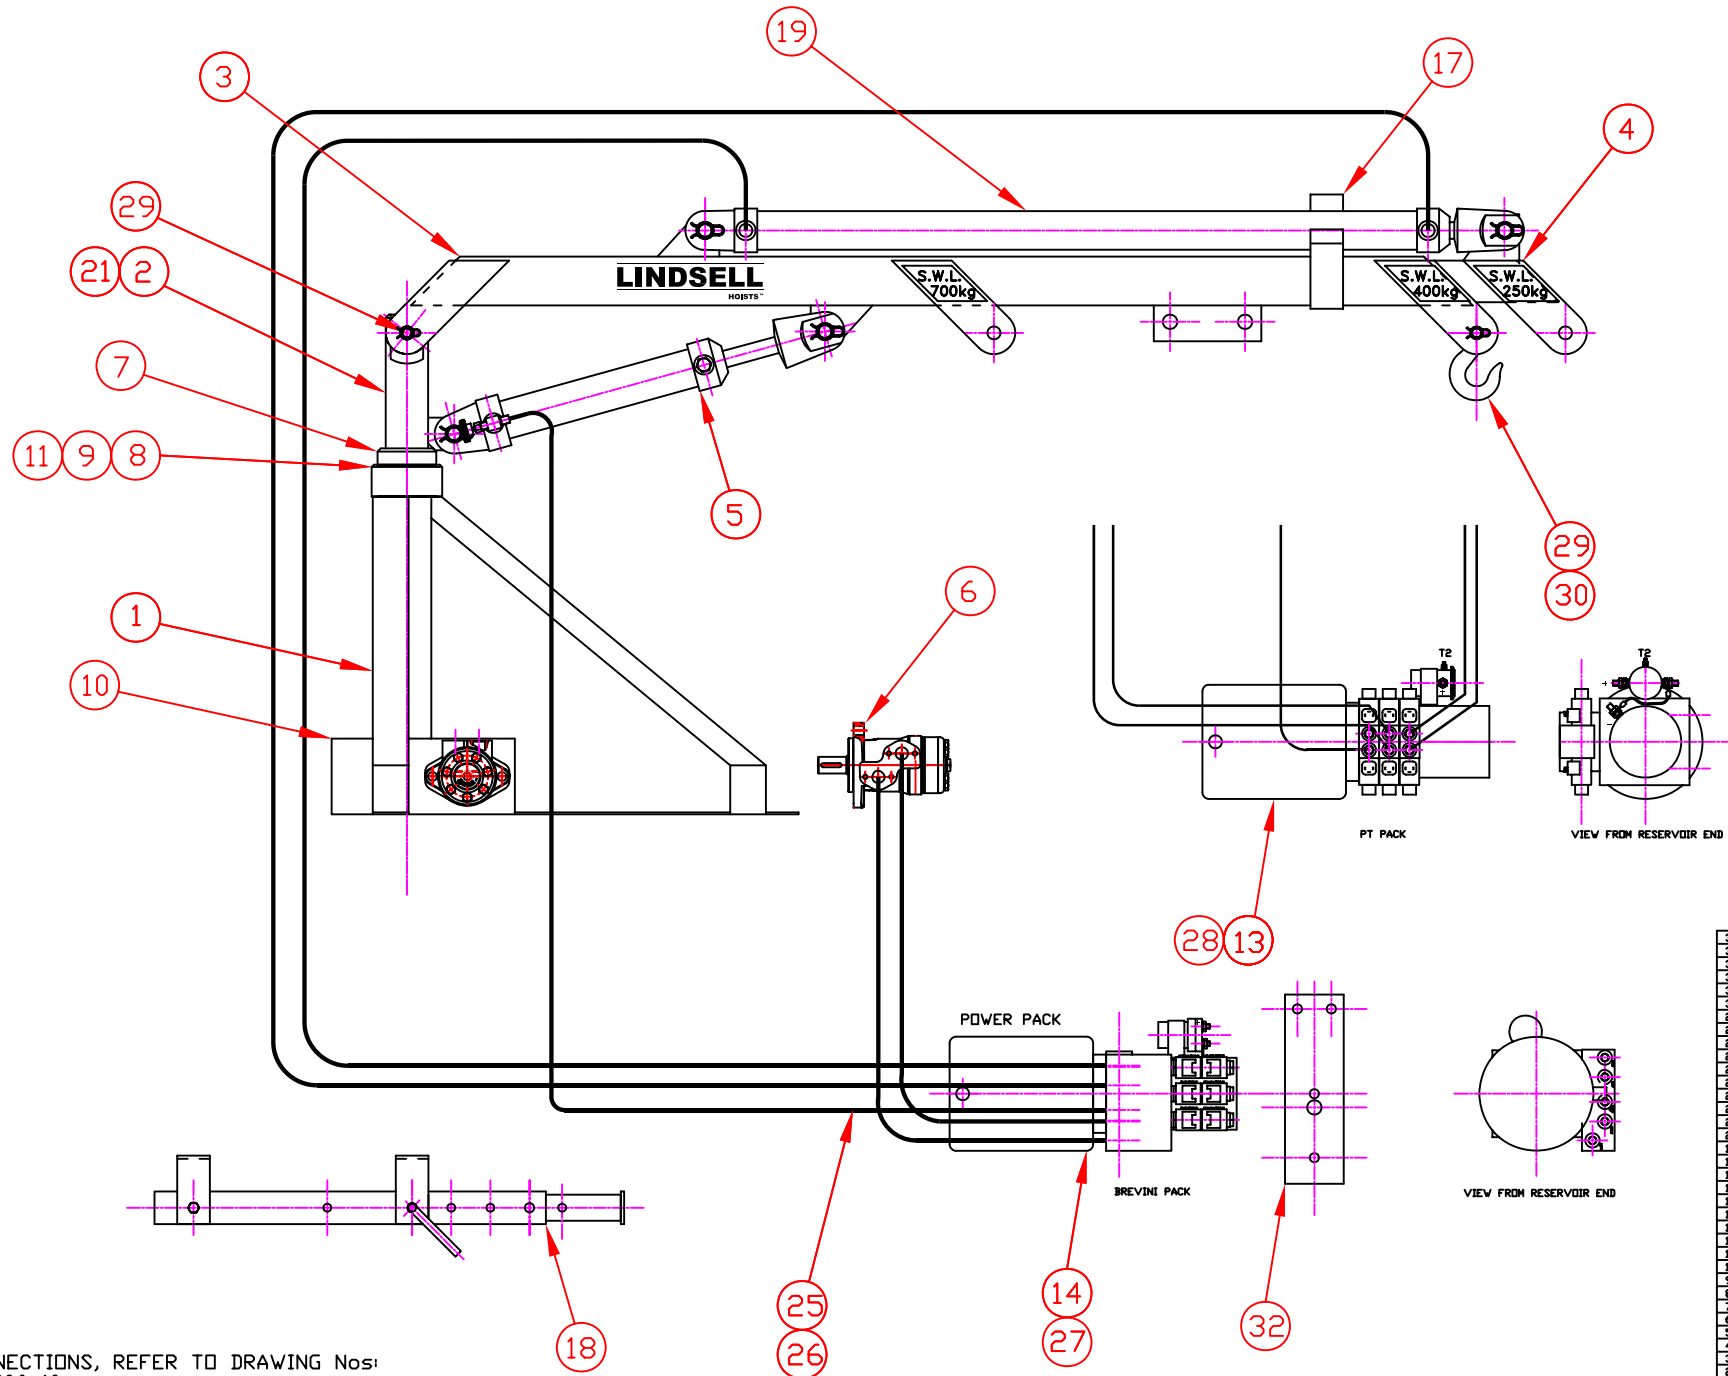 19
17
3
4
29
21 2
LINDSELL
HOISTS™
S.W.L.
700kg
S.W.L.
400kg
S.W.L.
250kg
7
11 9 8
5
29
30
6
1
10
T2
T2
PT PACK
VIEW FROM RESERVOIR END
28 13
POWER PACK
BREVINI PACK
VIEW FROM RESERVOIR END
25
26
14
27
32
18
NECTIONS, REFER TO DRAWING Nos: